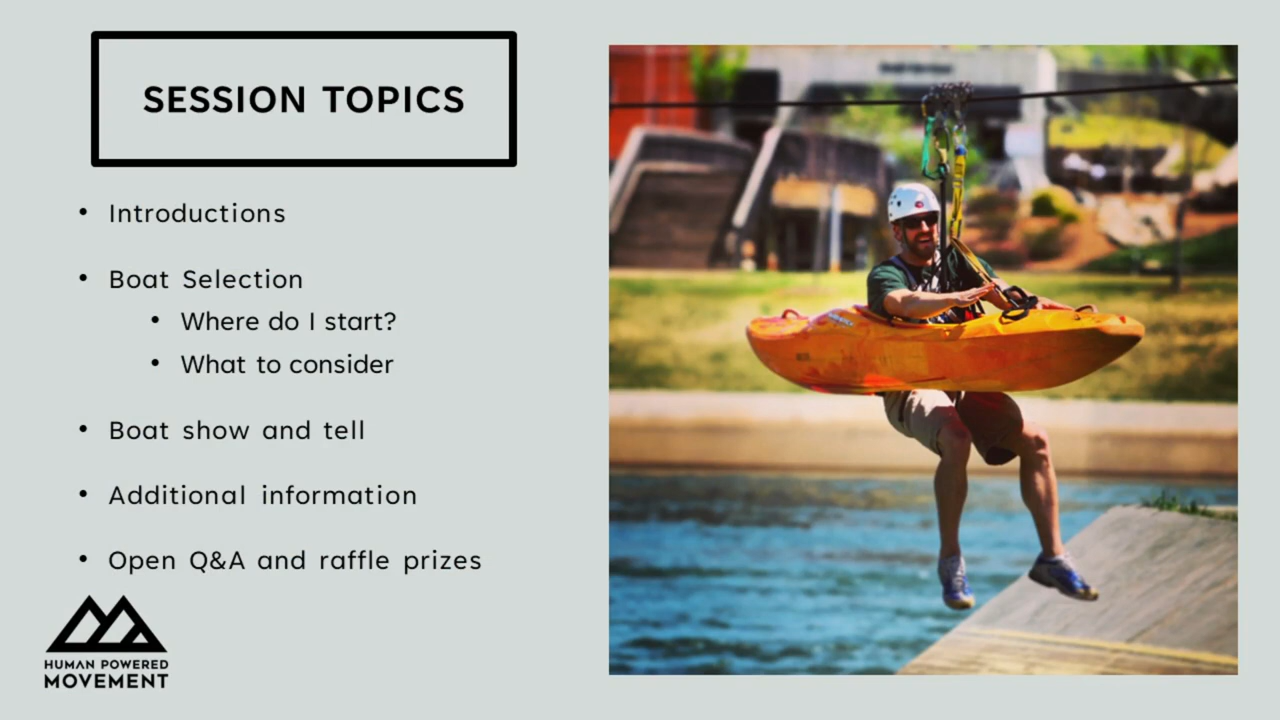 SESSION TOPICS
• Introductions
• Boat Selection
• Where do I start?
• What to consider
• Boat show and tell
• Additional information
• Open Q&A and raffle prizes
HUMAN POWERED
MOVEMENT